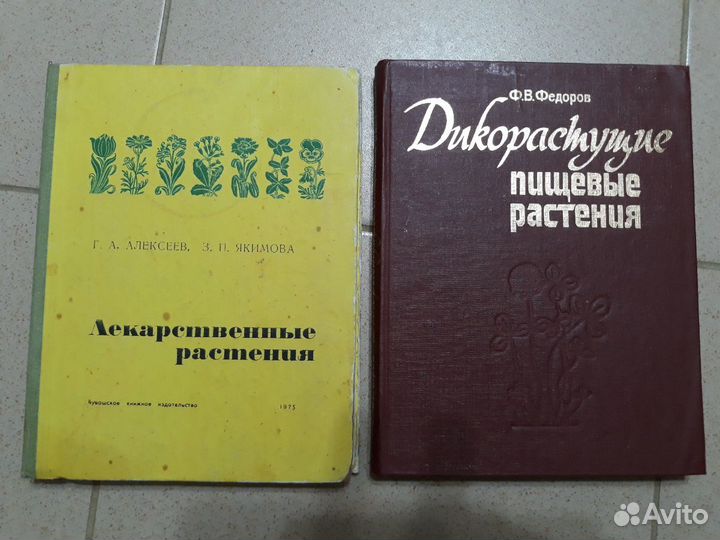 Г. А. АЛЕКСЕЕВ, З. П. ЯКИМОВА
Лекарственные
растения
Чувашское книжное издательство 1975
Ф.В.Федоров
Дикорастущие
пищевые
растения
Avito